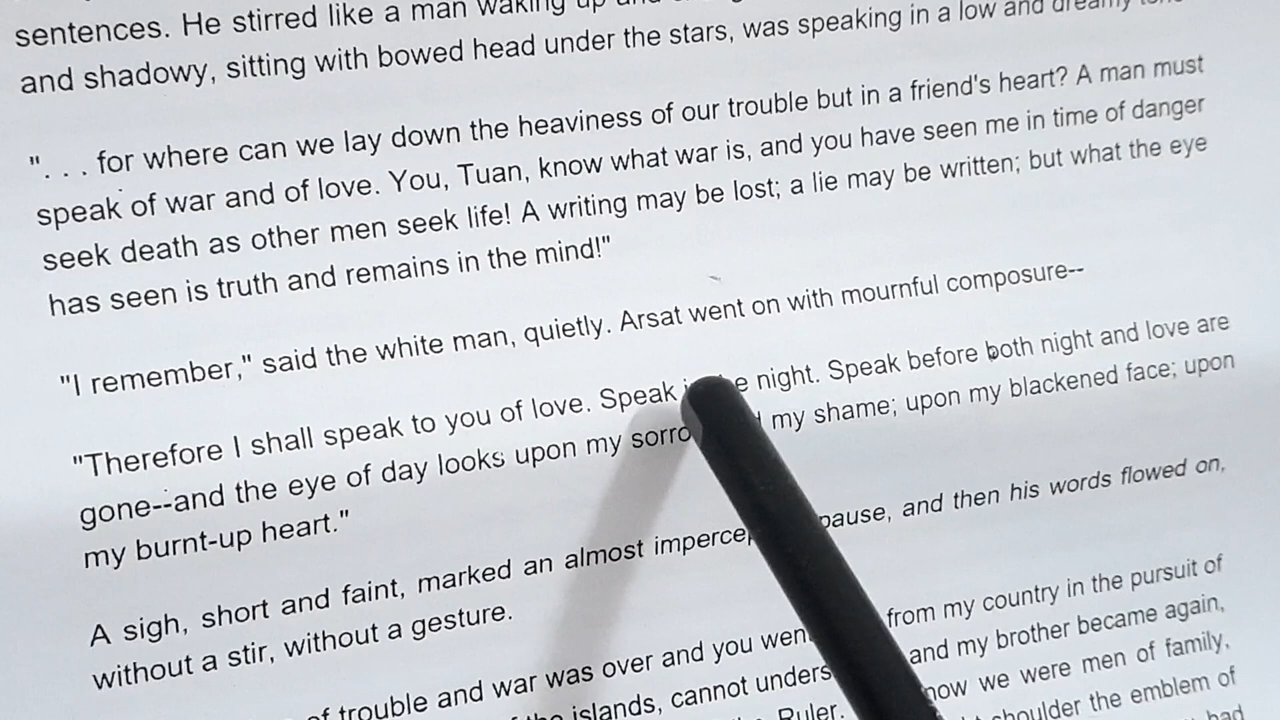 sentences. He stirred like a man waking up
and shadowy, sitting with bowed head under the stars, was speaking in a low and dreamy
". . . for where can we lay down the heaviness of our trouble but in a friend's heart? A man must
speak of war and of love. You, Tuan, know what war is, and you have seen me in time of danger
seek death as other men seek life! A writing may be lost; a lie may be written; but what the eye
has seen is truth and remains in the mind!"
"I remember," said the white man, quietly. Arsat went on with mournful composure--
"Therefore I shall speak to you of love. Speak night. Speak before both night and love are
gone--and the eye of day looks upon my my shame; upon my blackened face; upon
my burnt-up heart."
A sigh, short and faint, marked an almost pause, and then his words flowed on,
without a stir, without a gesture.
of trouble and war was over and you went from my country in the pursuit of
islands, cannot and my brother became again,
Ruler. now we were men of family,
shoulder the emblem of
had